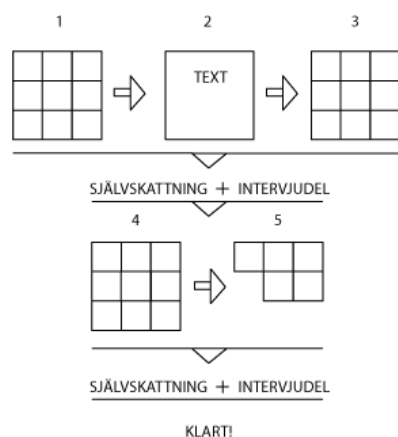 1 2 3
TEXT
SJÄLVSKATTNING + INTERVJUDEL
4 5
SJÄLVSKATTNING + INTERVJUDEL
KLART!